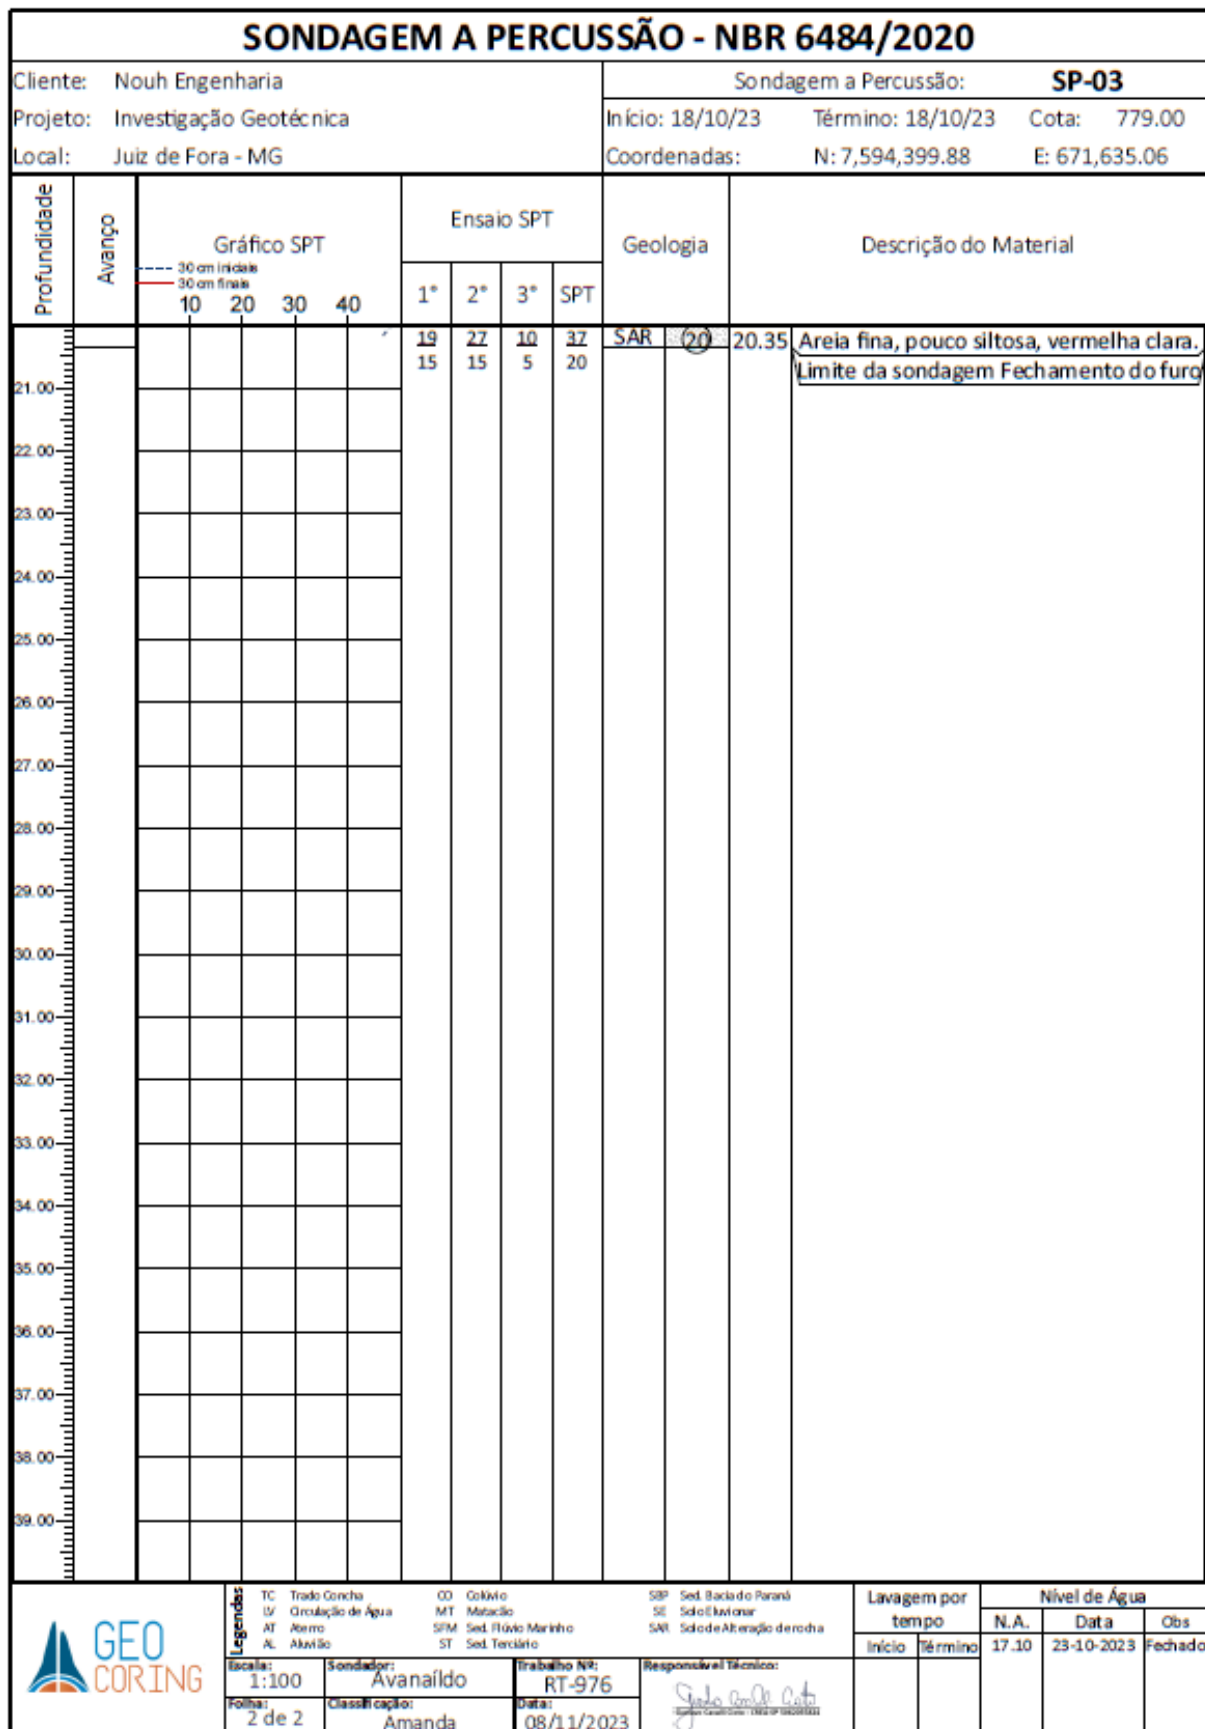 SONDAGEM A PERCUSSÃO - NBR 6484/2020
Cliente: Nouh Engenharia
Sondagem a Percussão: SP-03
Projeto: Investigação Geotécnica
Início: 18/10/23 Término: 18/10/23 Cota: 779.00
Local: Juiz de Fora - MG
Coordenadas: N: 7,594,399.88 E: 671,635.06
Profundidade
Avanço
Gráfico SPT
30 cm iniciais
30 cm finais
10 20 30 40
Ensaio SPT
1° 2° 3° SPT
Geologia
Descrição do Material
19 27 10 37
15 15 5 20
SAR 20 20.35 Areia fina, pouco siltosa, vermelha clara.
Limite da sondagem Fechamento do furo
21.00
22.00
23.00
24.00
25.00
26.00
27.00
28.00
29.00
30.00
31.00
32.00
33.00
34.00
35.00
36.00
37.00
38.00
39.00
GEO
CORING
Legendas
TC Trado Concha
LV Circulação de Água
AT Aterro
AL Aluvião
CO Colúvio
MT Matacão
SFM Sed. Flúvio Marinho
ST Sed. Terciário
SBP Sed. Bacia do Paraná
SE Solo Eluvionar
SAR Solo de Alteração de rocha
Lavagem por
tempo
Início Término
Nível de Água
N.A. Data Obs
17.10 23-10-2023 Fechado
Escala:
1:100
Sondador:
Avanaíldo
Trabalho Nº:
RT-976
Responsável Técnico:
Folha:
2 de 2
Classificação:
Amanda
Data:
08/11/2023